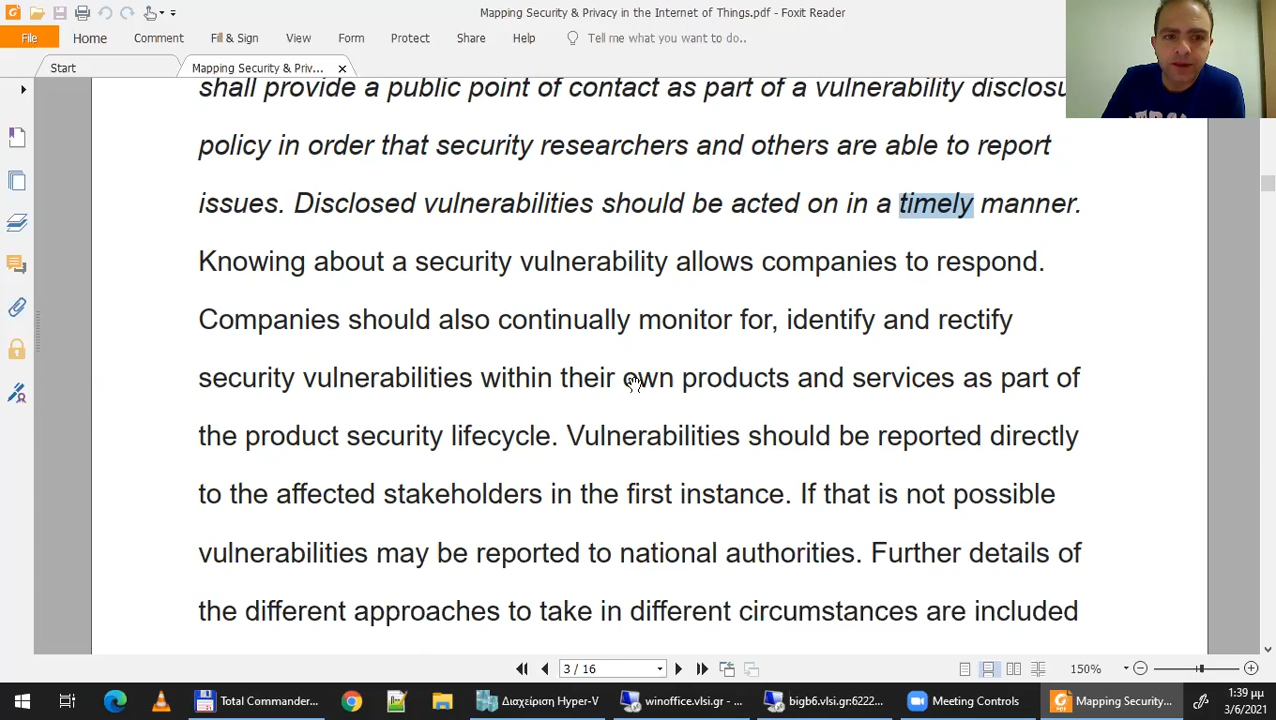 Mapping Security & Privacy in the Internet of Things.pdf - Foxit Reader
File Home Comment Fill & Sign View Form Protect Share Help Tell me what you want to do..
Start Mapping Security & Priv...
shall provide a public point of contact as part of a vulnerability disclosu
policy in order that security researchers and others are able to report
issues. Disclosed vulnerabilities should be acted on in a timely manner.
Knowing about a security vulnerability allows companies to respond.
Companies should also continually monitor for, identify and rectify
security vulnerabilities within their own products and services as part of
the product security lifecycle. Vulnerabilities should be reported directly
to the affected stakeholders in the first instance. If that is not possible
vulnerabilities may be reported to national authorities. Further details of
the different approaches to take in different circumstances are included
3 / 16 150%
Total Commander... Διαχείριση Hyper-V winoffice.vlsi.gr - ... bigb6.vlsi.gr:6222... Meeting Controls Mapping Security... 1:39 μμ
3/6/2021